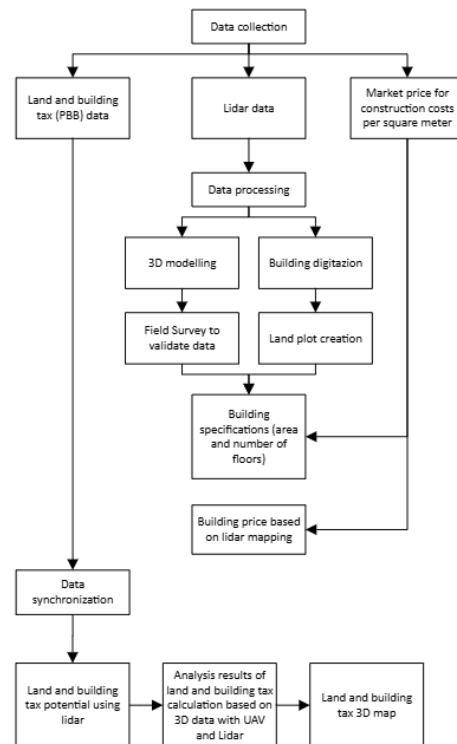 Data collection
Land and building
tax (PBB) data
Lidar data
Market price for
construction costs
per square meter
Data processing
3D modelling
Building digitazion
Field Survey to
validate data
Land plot creation
Building
specifications (area
and number of
floors)
Building price based
on lidar mapping
Data
synchronization
Land and building
tax potential using
lidar
Analysis results of
land and building tax
calculation based on
3D data with UAV
and Lidar
Land and building
tax 3D map